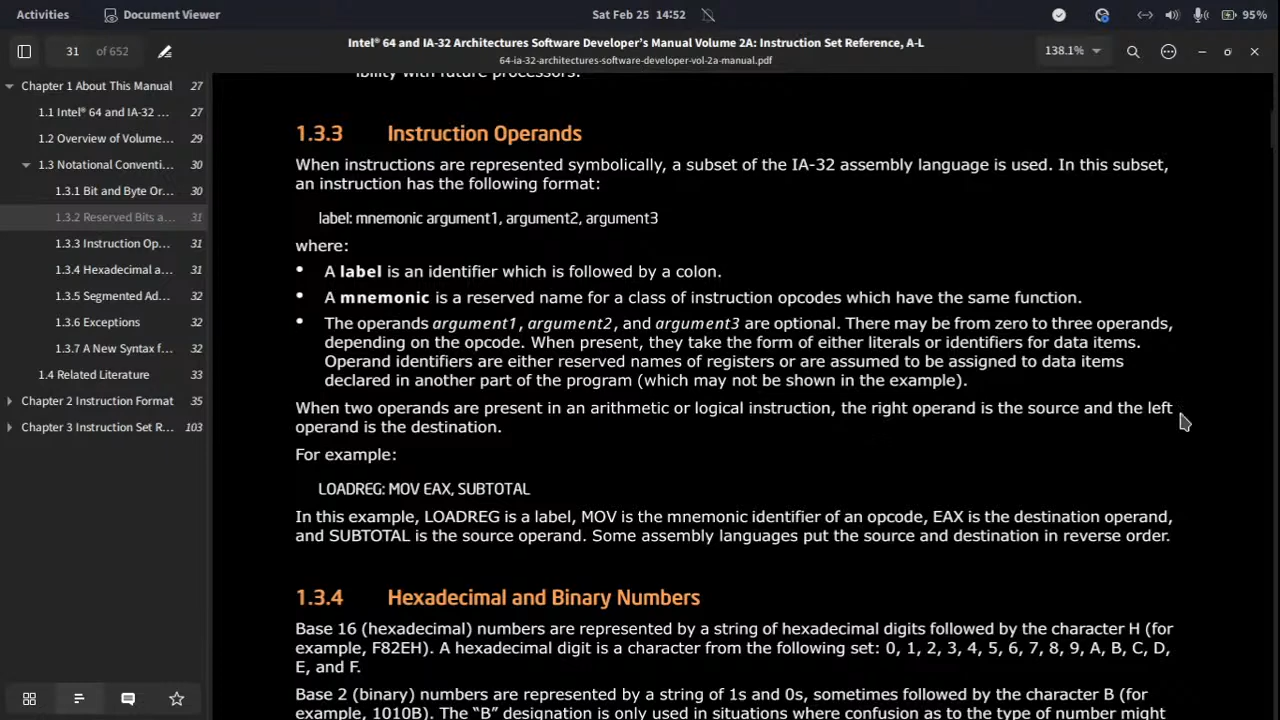 Activities
Document Viewer
Sat Feb 25 14:52
95%
31 of 652
Intel® 64 and IA-32 Architectures Software Developer's Manual Volume 2A: Instruction Set Reference, A-L
64-ia-32-architectures-software-developer-vol-2a-manual.pdf
138.1%
Chapter 1 About This Manual 27
1.1 Intel® 64 and IA-32 ... 27
1.2 Overview of Volume... 29
1.3 Notational Conventi... 30
1.3.1 Bit and Byte Or... 30
1.3.2 Reserved Bits a... 31
1.3.3 Instruction Op... 31
1.3.4 Hexadecimal a... 31
1.3.5 Segmented Ad... 32
1.3.6 Exceptions 32
1.3.7 A New Syntax f... 32
1.4 Related Literature 33
Chapter 2 Instruction Format 35
Chapter 3 Instruction Set R... 103
ibility with future processors.
1.3.3 Instruction Operands
When instructions are represented symbolically, a subset of the IA-32 assembly language is used. In this subset,
an instruction has the following format:
label: mnemonic argument1, argument2, argument3
where:
• A label is an identifier which is followed by a colon.
• A mnemonic is a reserved name for a class of instruction opcodes which have the same function.
• The operands argument1, argument2, and argument3 are optional. There may be from zero to three operands,
depending on the opcode. When present, they take the form of either literals or identifiers for data items.
Operand identifiers are either reserved names of registers or are assumed to be assigned to data items
declared in another part of the program (which may not be shown in the example).
When two operands are present in an arithmetic or logical instruction, the right operand is the source and the left
operand is the destination.
For example:
LOADREG: MOV EAX, SUBTOTAL
In this example, LOADREG is a label, MOV is the mnemonic identifier of an opcode, EAX is the destination operand,
and SUBTOTAL is the source operand. Some assembly languages put the source and destination in reverse order.
1.3.4 Hexadecimal and Binary Numbers
Base 16 (hexadecimal) numbers are represented by a string of hexadecimal digits followed by the character H (for
example, F82EH). A hexadecimal digit is a character from the following set: 0, 1, 2, 3, 4, 5, 6, 7, 8, 9, A, B, C, D,
E, and F.
Base 2 (binary) numbers are represented by a string of 1s and 0s, sometimes followed by the character B (for
example, 1010B). The "B" designation is only used in situations where confusion as to the type of number might